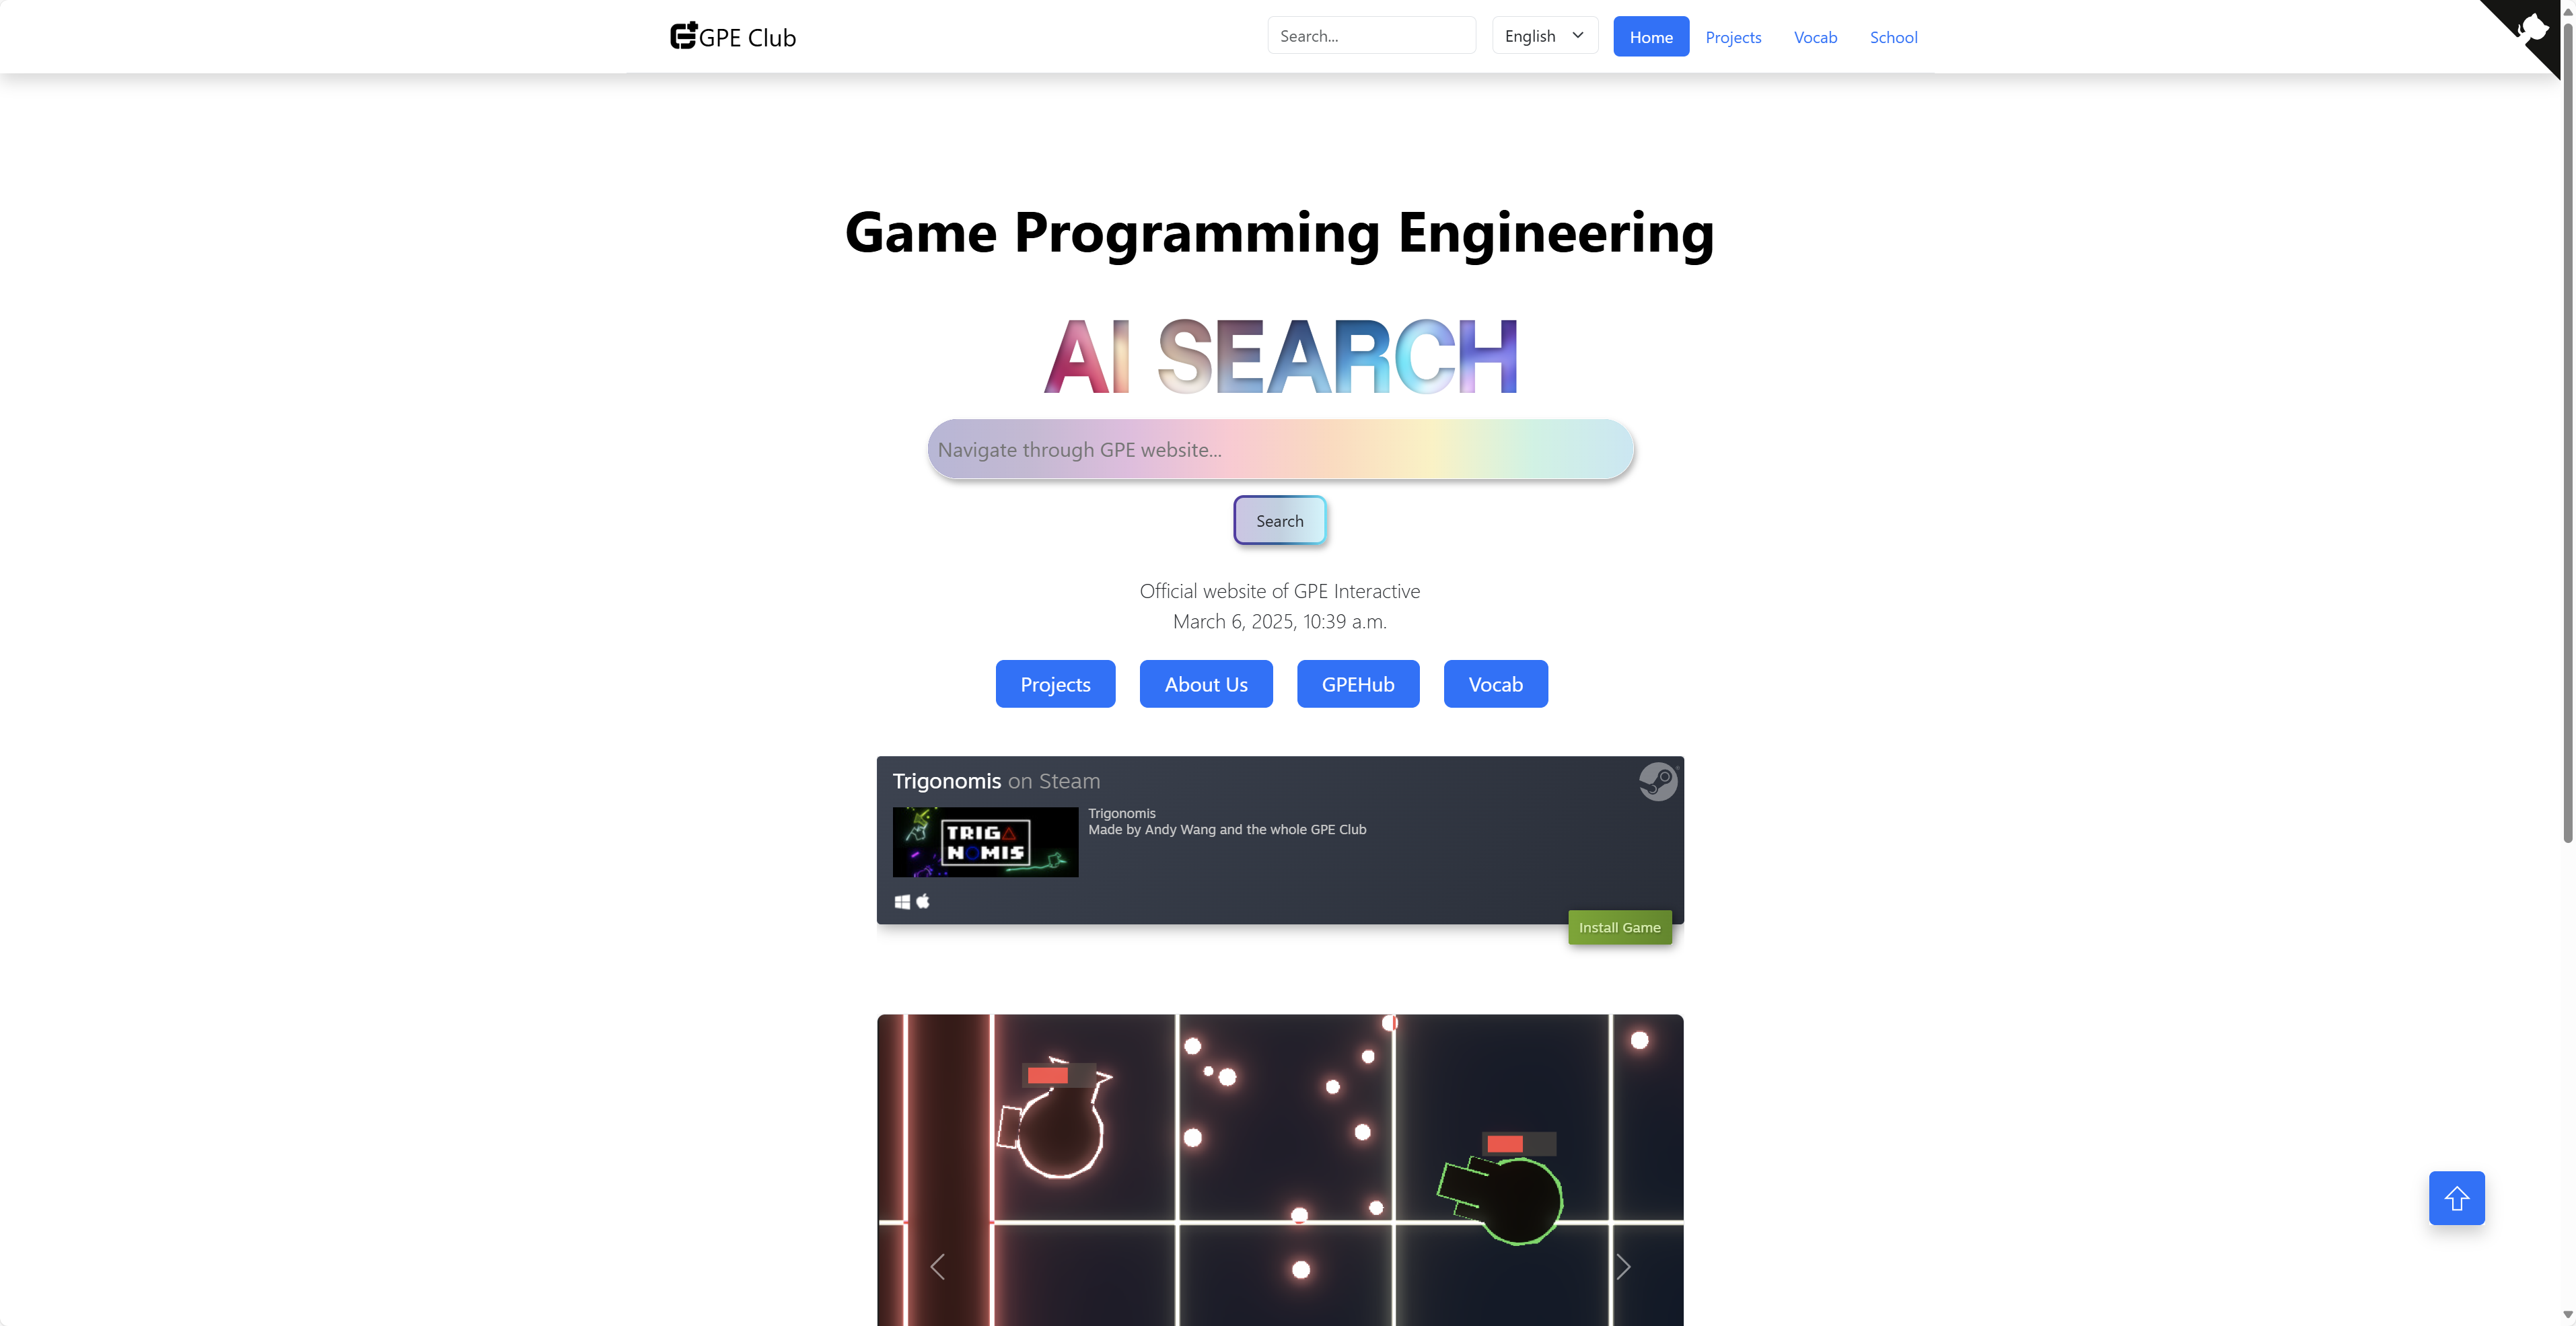 GPE Club
Search...
English
Home
Projects
Vocab
School
Game Programming Engineering
AI SEARCH
Navigate through GPE website...
Search
Official website of GPE Interactive
March 6, 2025, 10:39 a.m.
Projects
About Us
GPEHub
Vocab
Trigonomis on Steam
TRIG
NOMIS
Trigonomis
Made by Andy Wang and the whole GPE Club
Install Game